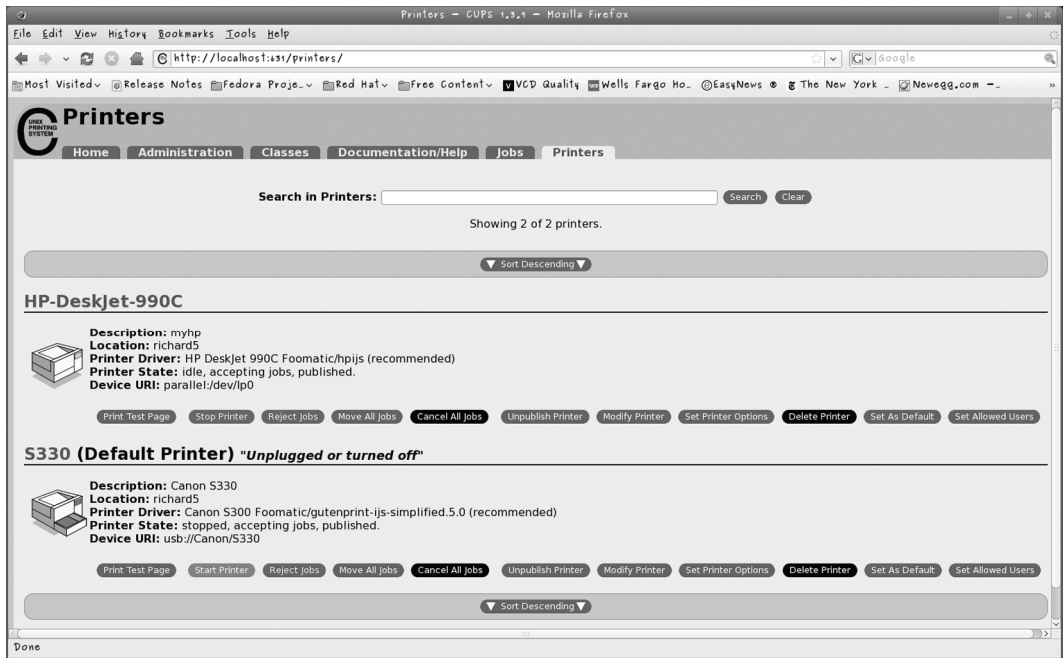 Printers – CUPS 1.3.9 – Mozilla Firefox
File Edit View History Bookmarks Tools Help
http://localhost:631/printers/ Google
Most Visited Release Notes Fedora Proje… Red Hat Free Content VCD Quality Wells Fargo Ho… EasyNews ® The New York … Newegg.com –… »
UNIX PRINTING SYSTEM
Printers
Home Administration Classes Documentation/Help Jobs Printers
Search in Printers: Search Clear
Showing 2 of 2 printers.
▼ Sort Descending ▼
HP-DeskJet-990C
Description: myhp
Location: richard5
Printer Driver: HP DeskJet 990C Foomatic/hpijs (recommended)
Printer State: idle, accepting jobs, published.
Device URI: parallel:/dev/lp0
Print Test Page Stop Printer Reject Jobs Move All Jobs Cancel All Jobs Unpublish Printer Modify Printer Set Printer Options Delete Printer Set As Default Set Allowed Users
S330 (Default Printer) "Unplugged or turned off"
Description: Canon S330
Location: richard5
Printer Driver: Canon S300 Foomatic/gutenprint-ijs-simplified.5.0 (recommended)
Printer State: stopped, accepting jobs, published.
Device URI: usb://Canon/S330
Print Test Page Start Printer Reject Jobs Move All Jobs Cancel All Jobs Unpublish Printer Modify Printer Set Printer Options Delete Printer Set As Default Set Allowed Users
▼ Sort Descending ▼
Done